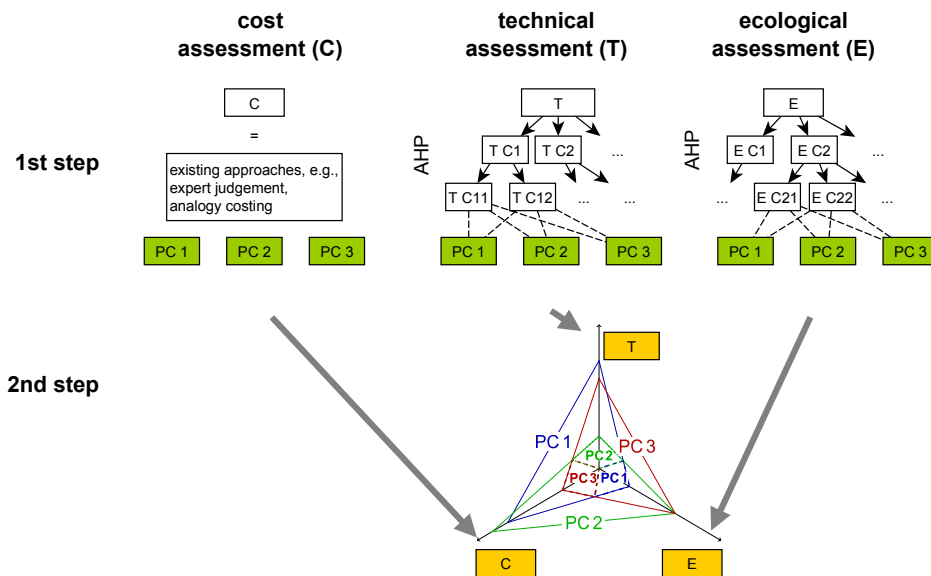 cost
assessment (C)
technical
assessment (T)
ecological
assessment (E)
1st step
C
=
existing approaches, e.g.,
expert judgement,
analogy costing
PC 1
PC 2
PC 3
AHP
T
T C1
T C2
...
T C11
T C12
...
...
PC 1
PC 2
PC 3
AHP
E
E C1
E C2
...
...
E C21
E C22
...
PC 1
PC 2
PC 3
2nd step
T
PC 1
PC 3
PC 2
PC 3
PC 1
PC 2
C
E